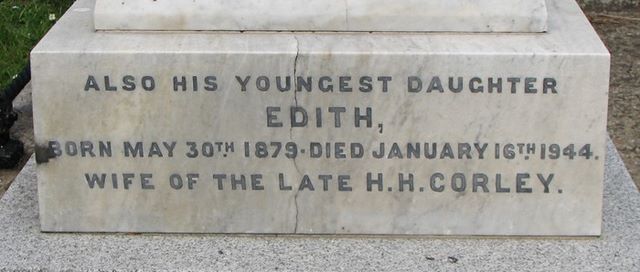 ALSO HIS YOUNGEST DAUGHTER
EDITH,
BORN MAY 30TH. 1879·DIED JANUARY 16TH. 1944.
WIFE OF THE LATE H.H. CORLEY.